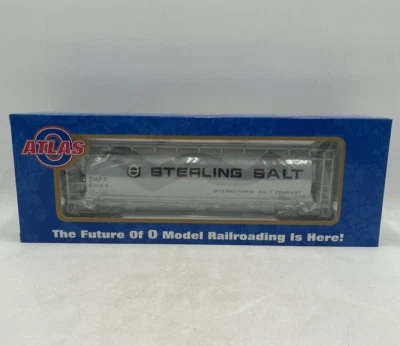 O
ATLAS
STERLING SALT
INTERNATIONAL SALT COMPANY
The Future Of O Model Railroading Is Here!